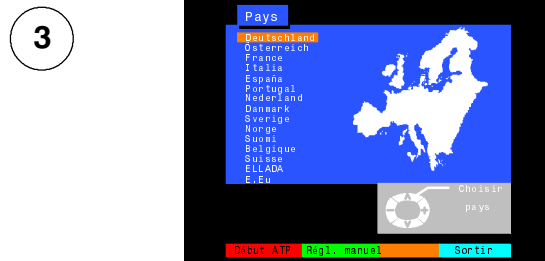 3
Pays
Deutschland
Österreich
France
Italia
España
Portugal
Nederland
Danmark
Sverige
Norge
Suomi
Belgique
Suisse
ELLADA
E.Eu
Choisir
pays
Début ATP Régl. manuel Sortir